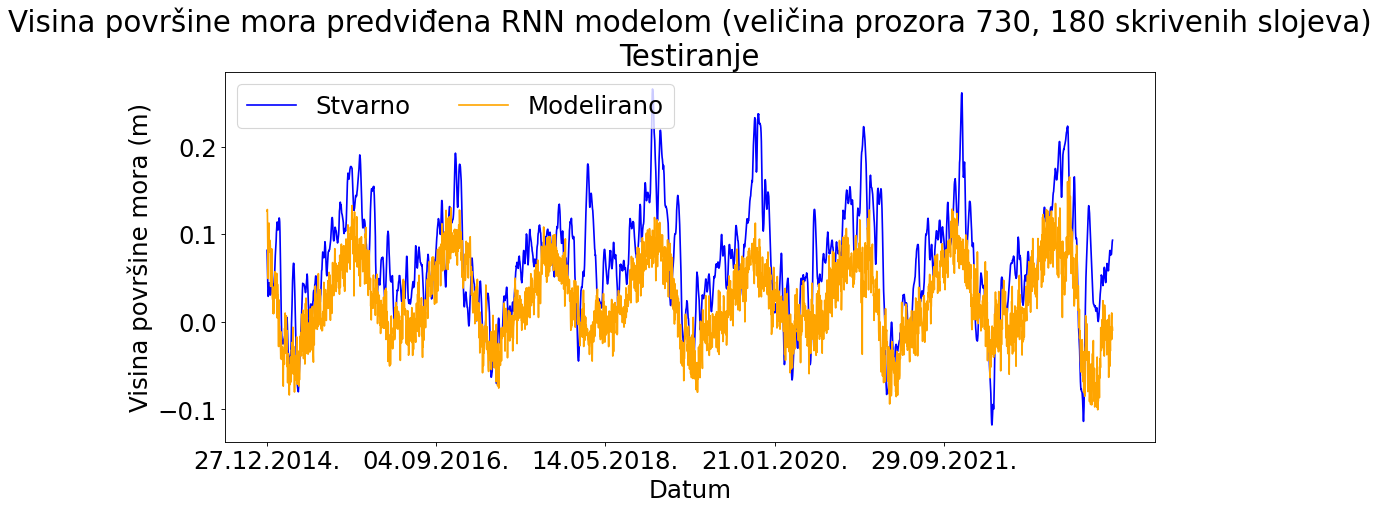 Visina površine mora predviđena RNN modelom (veličina prozora 730, 180 skrivenih slojeva)
Testiranje
Stvarno
Modelirano
Visina površine mora (m)
0.2
0.1
0.0
−0.1
27.12.2014.
04.09.2016.
14.05.2018.
21.01.2020.
29.09.2021.
Datum